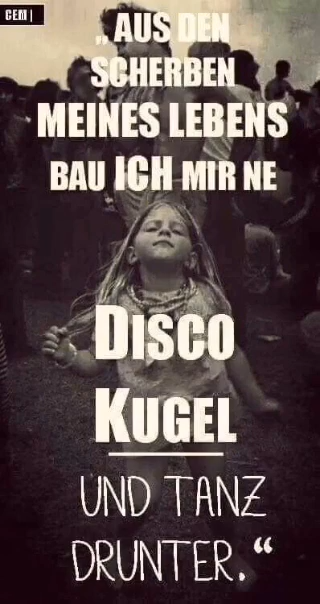 CEM|
„AUS DEN
SCHERBEN
MEINES LEBENS
BAU ICH MIR NE
DISCO
KUGEL
UND TANZ
DRUNTER.“